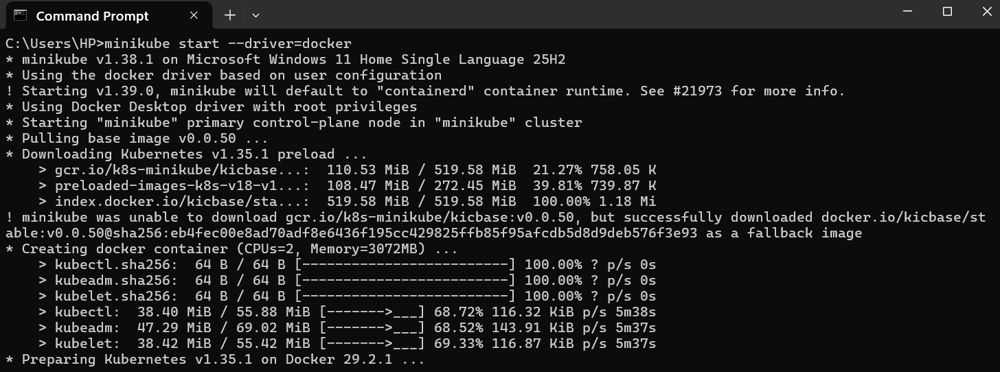 Command Prompt
C:\Users\HP>minikube start --driver=docker
* minikube v1.38.1 on Microsoft Windows 11 Home Single Language 25H2
* Using the docker driver based on user configuration
! Starting v1.39.0, minikube will default to "containerd" container runtime. See #21973 for more info.
* Using Docker Desktop driver with root privileges
* Starting "minikube" primary control-plane node in "minikube" cluster
* Pulling base image v0.0.50 ...
* Downloading Kubernetes v1.35.1 preload ...
    > gcr.io/k8s-minikube/kicbase...:  110.53 MiB / 519.58 MiB  21.27% 758.05 K
    > preloaded-images-k8s-v18-v1...:  108.47 MiB / 272.45 MiB  39.81% 739.87 K
    > index.docker.io/kicbase/sta...:  519.58 MiB / 519.58 MiB  100.00% 1.18 Mi
! minikube was unable to download gcr.io/k8s-minikube/kicbase:v0.0.50, but successfully downloaded docker.io/kicbase/st
able:v0.0.50@sha256:eb4fec00e8ad70adf8e6436f195cc429825ffb85f95afcdb5d8d9deb576f3e93 as a fallback image
* Creating docker container (CPUs=2, Memory=3072MB) ...
    > kubectl.sha256:  64 B / 64 B [-------------------------] 100.00% ? p/s 0s
    > kubeadm.sha256:  64 B / 64 B [-------------------------] 100.00% ? p/s 0s
    > kubelet.sha256:  64 B / 64 B [-------------------------] 100.00% ? p/s 0s
    > kubectl:  38.40 MiB / 55.88 MiB [------->___] 68.72% 116.32 KiB p/s 5m38s
    > kubeadm:  47.29 MiB / 69.02 MiB [------->___] 68.52% 143.91 KiB p/s 5m37s
    > kubelet:  38.42 MiB / 55.42 MiB [------->___] 69.33% 116.87 KiB p/s 5m37s
* Preparing Kubernetes v1.35.1 on Docker 29.2.1 ...